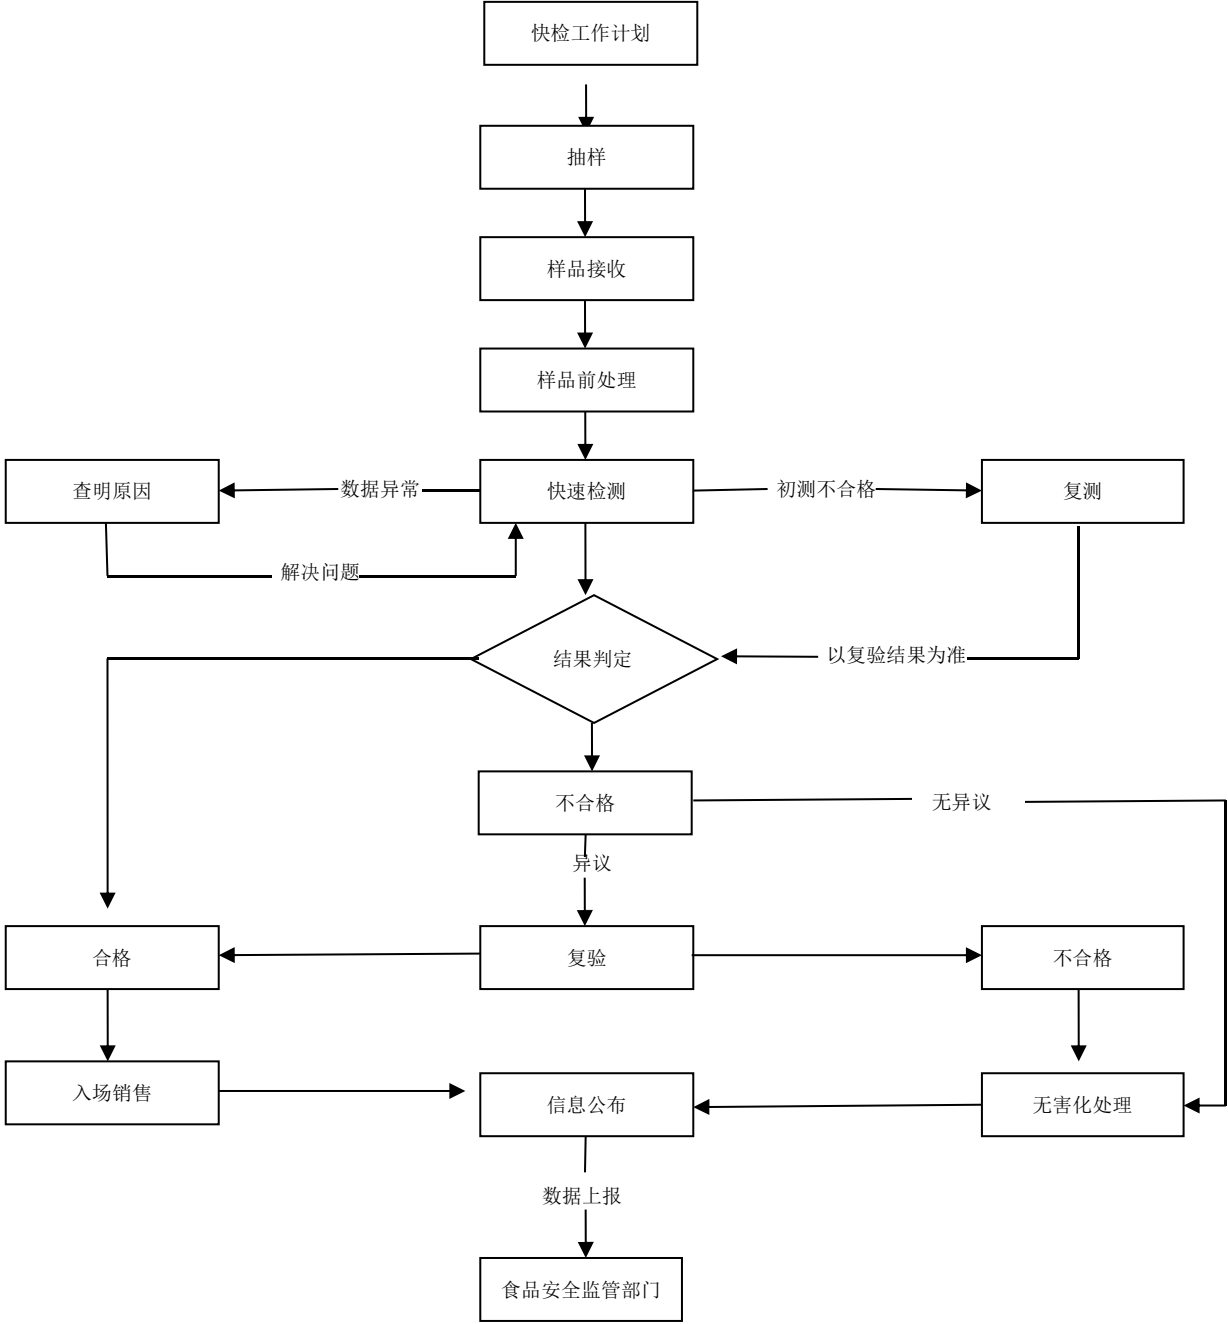 快检工作计划
抽样
样品接收
样品前处理
查明原因
数据异常
快速检测
初测不合格
复测
解决问题
结果判定
以复验结果为准
不合格
无异议
异议
合格
复验
不合格
入场销售
信息公布
无害化处理
数据上报
食品安全监管部门